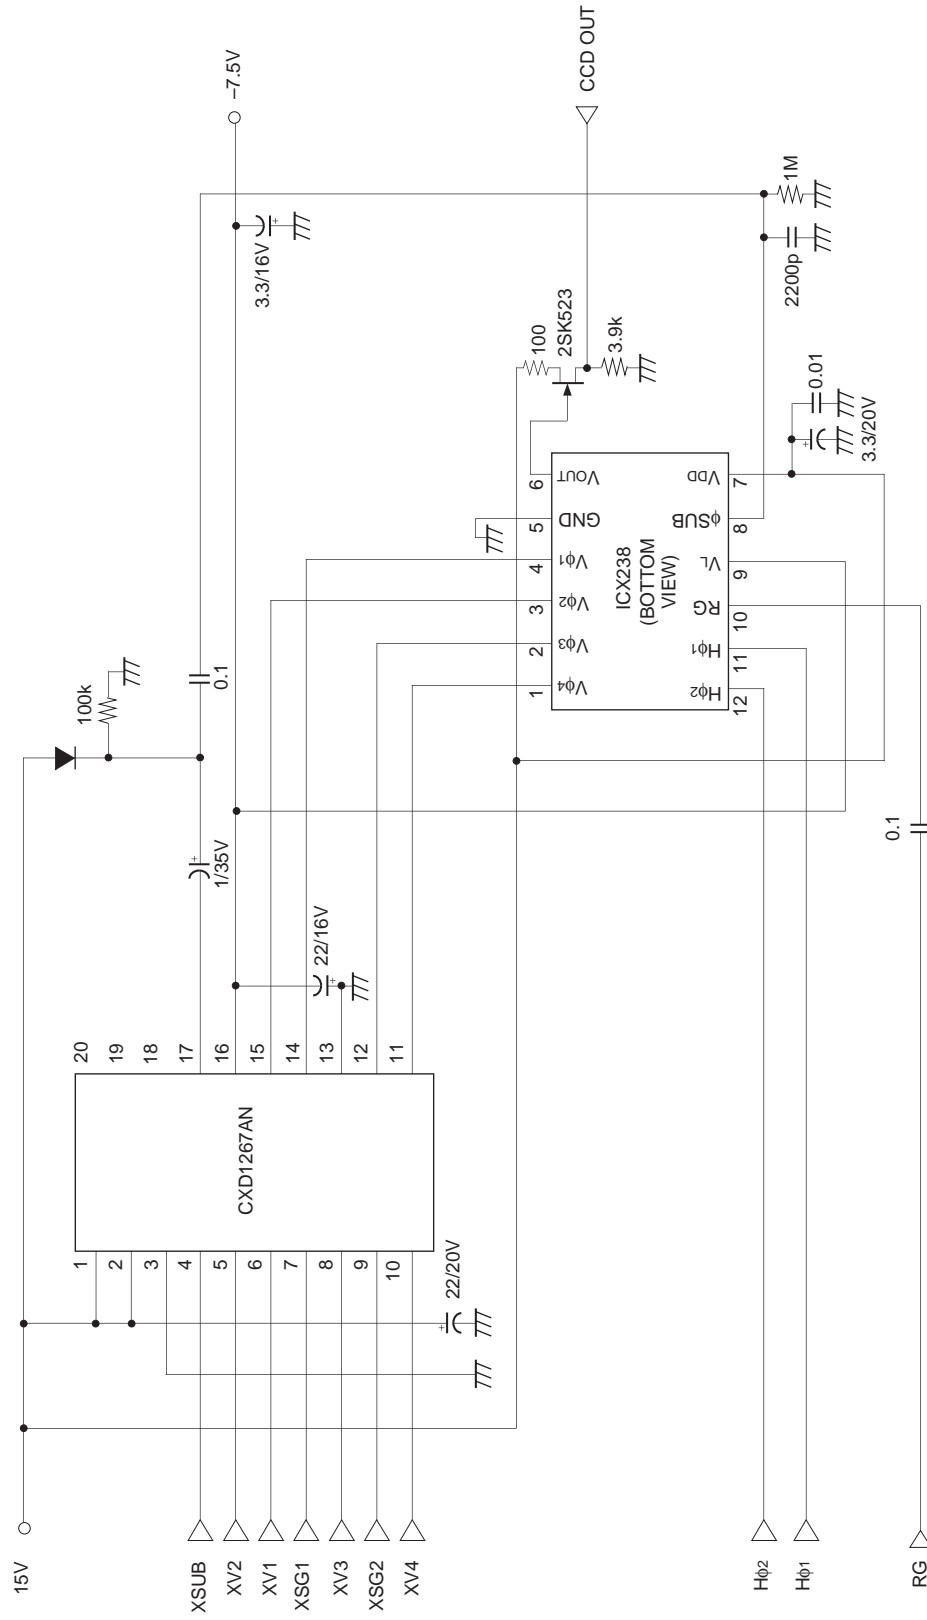 15V
XSUB
XV2
XV1
XSG1
XV3
XSG2
XV4
Hϕ2
Hϕ1
RG
22/20V
1
2
3
4
5
6
7
8
9
10
CXD1267AN
20
19
18
17
16
15
14
13
12
11
22/16V
1/35V
100k
0.1
0.1
–7.5V
3.3/16V
CCD OUT
100
2SK523
3.9k
1M
2200p
0.01
3.3/20V
ICX238
(BOTTOM
VIEW)
1
2
3
4
5
6
Vϕ4
Vϕ3
Vϕ2
Vϕ1
GND
VOUT
12
11
10
9
8
7
Hϕ2
Hϕ1
RG
VL
ϕSUB
VDD